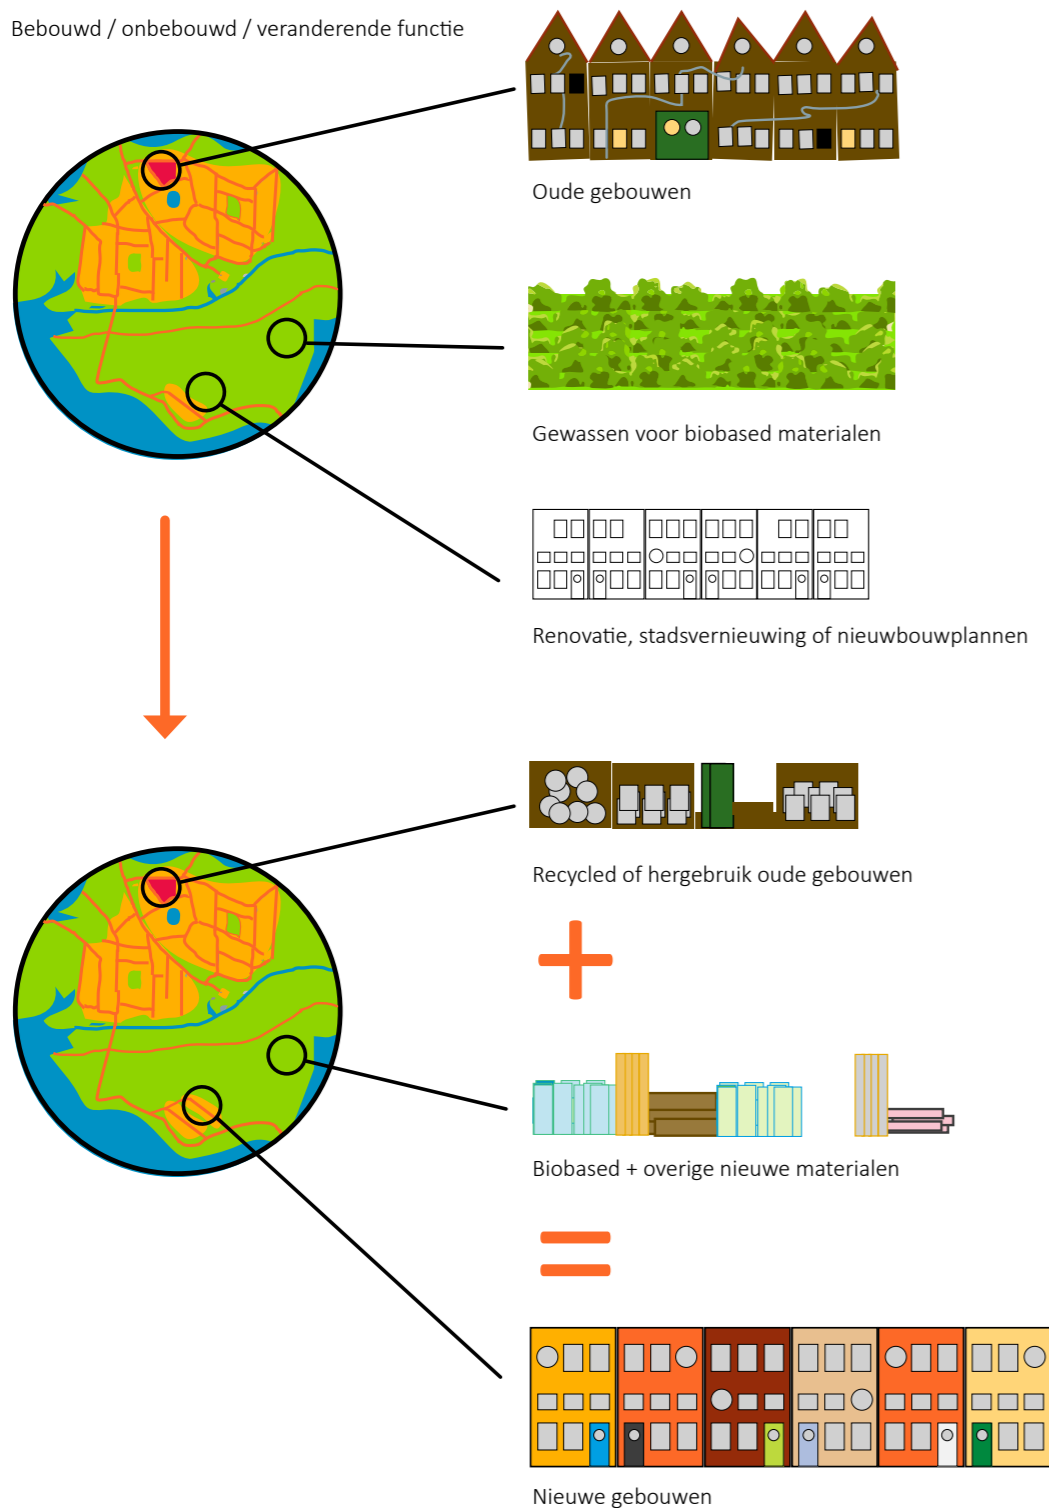 Bebouwd / onbebouwd / veranderende functie
Oude gebouwen
Gewassen voor biobased materialen
Renovatie, stadsvernieuwing of nieuwbouwplannen
Recycled of hergebruik oude gebouwen
Biobased + overige nieuwe materialen
Nieuwe gebouwen